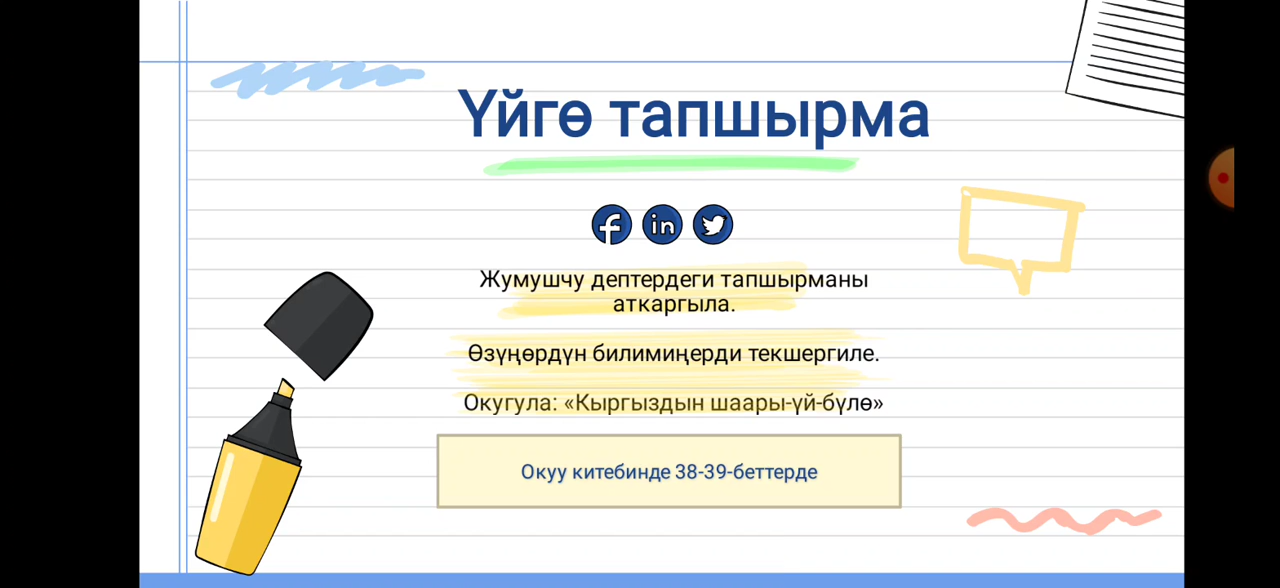 Үйгө тапшырма
Жумушчу дептердеги тапшырманы
аткаргыла.
Өзүңөрдүн билимиңерди текшергиле.
Окугула: «Кыргыздын шаары-үй-бүлө»
Окуу китебинде 38-39-беттерде